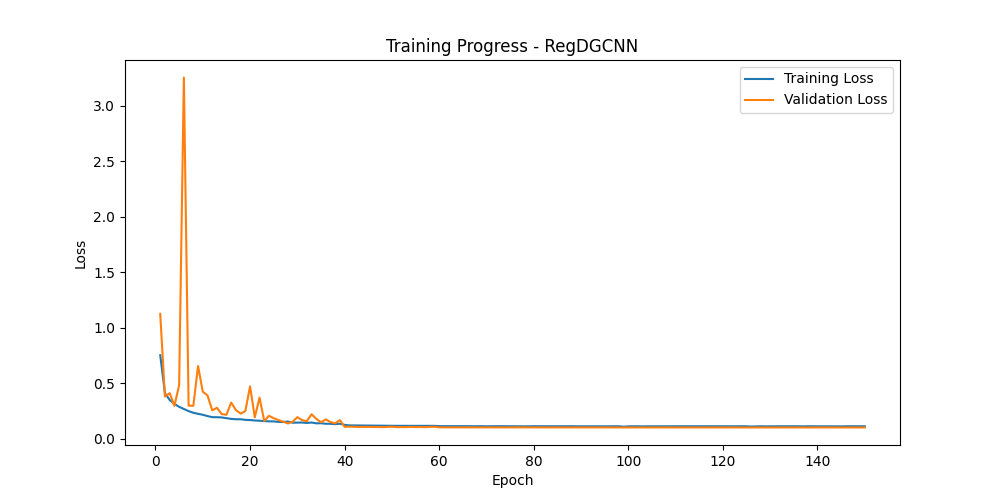 Training Progress - RegDGCNN
Training Loss
Validation Loss
3.0
2.5
2.0
1.5
1.0
0.5
0.0
Loss
0 20 40 60 80 100 120 140
Epoch